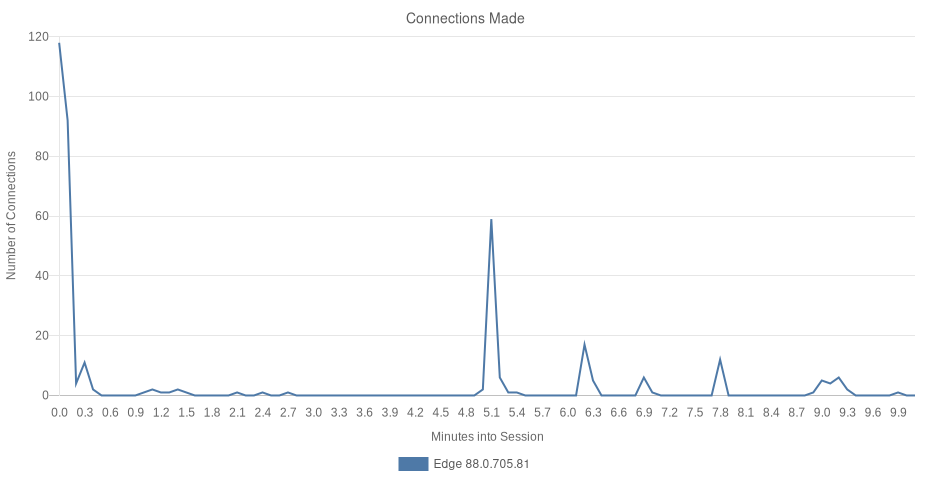 Connections Made
Number of Connections
120
100
80
60
40
20
0
0.0 0.3 0.6 0.9 1.2 1.5 1.8 2.1 2.4 2.7 3.0 3.3 3.6 3.9 4.2 4.5 4.8 5.1 5.4 5.7 6.0 6.3 6.6 6.9 7.2 7.5 7.8 8.1 8.4 8.7 9.0 9.3 9.6 9.9
Minutes into Session
Edge 88.0.705.81